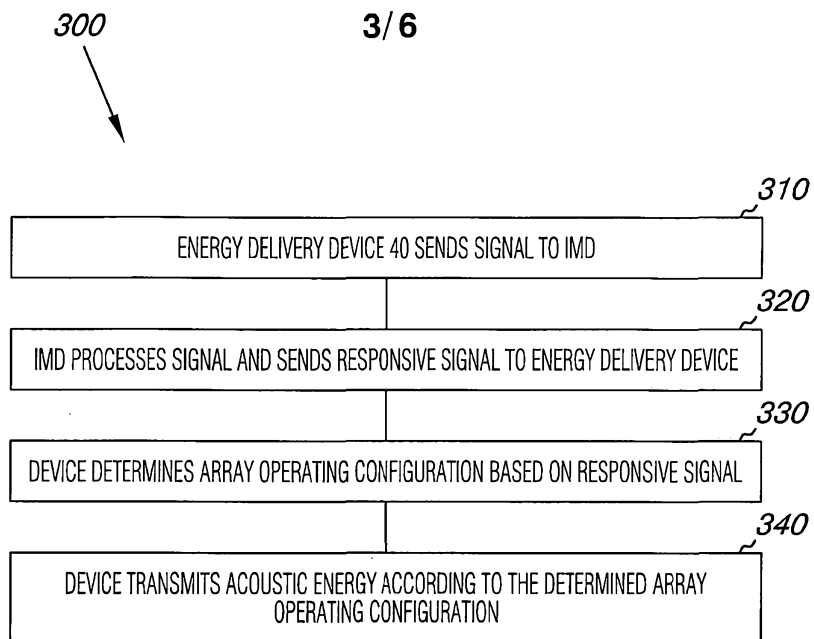 300
3/6
310
ENERGY DELIVERY DEVICE 40 SENDS SIGNAL TO IMD
320
IMD PROCESSES SIGNAL AND SENDS RESPONSIVE SIGNAL TO ENERGY DELIVERY DEVICE
330
DEVICE DETERMINES ARRAY OPERATING CONFIGURATION BASED ON RESPONSIVE SIGNAL
340
DEVICE TRANSMITS ACOUSTIC ENERGY ACCORDING TO THE DETERMINED ARRAY
OPERATING CONFIGURATION